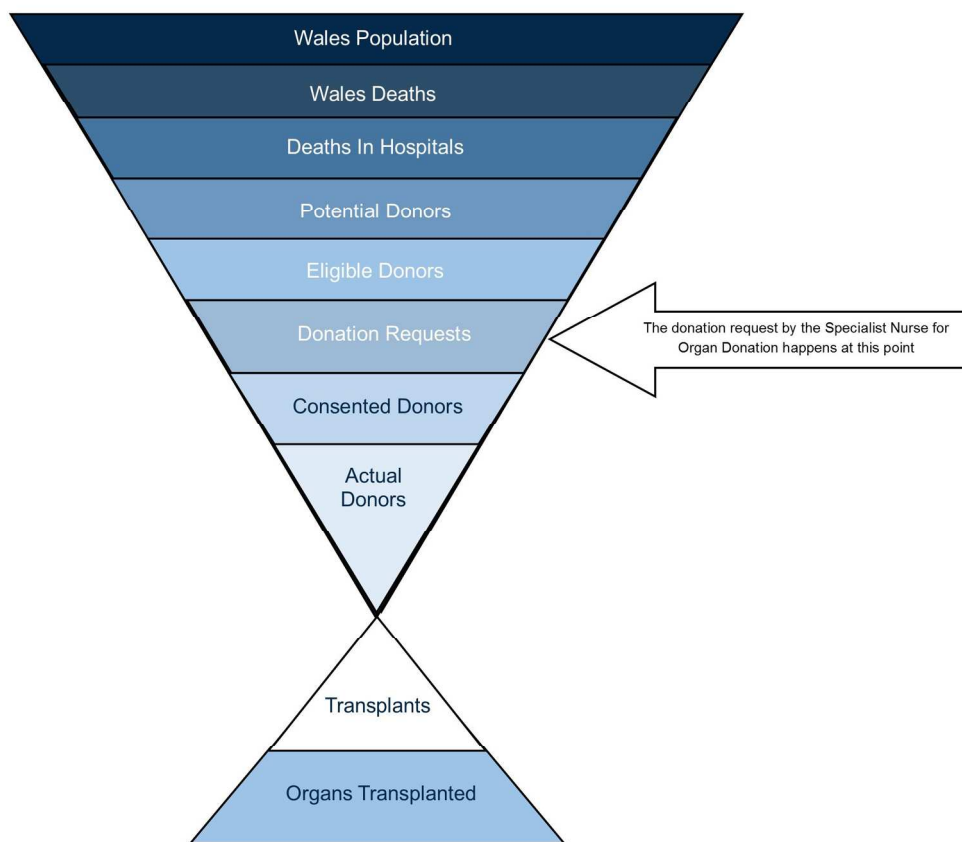 Wales Population
Wales Deaths
Deaths In Hospitals
Potential Donors
Eligible Donors
Donation Requests
The donation request by the Specialist Nurse for
Organ Donation happens at this point
Consented Donors
Actual
Donors
Transplants
Organs Transplanted